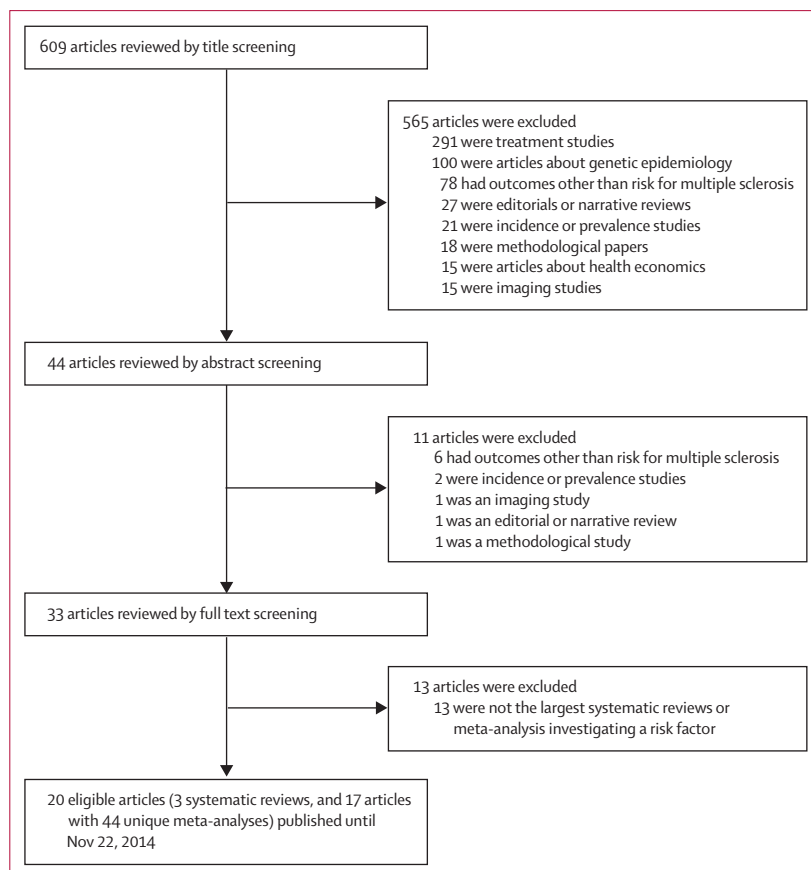 609 articles reviewed by title screening
565 articles were excluded
291 were treatment studies
100 were articles about genetic epidemiology
78 had outcomes other than risk for multiple sclerosis
27 were editorials or narrative reviews
21 were incidence or prevalence studies
18 were methodological papers
15 were articles about health economics
15 were imaging studies
44 articles reviewed by abstract screening
11 articles were excluded
6 had outcomes other than risk for multiple sclerosis
2 were incidence or prevalence studies
1 was an imaging study
1 was an editorial or narrative review
1 was a methodological study
33 articles reviewed by full text screening
13 articles were excluded
13 were not the largest systematic reviews or
meta-analysis investigating a risk factor
20 eligible articles (3 systematic reviews, and 17 articles
with 44 unique meta-analyses) published until
Nov 22, 2014